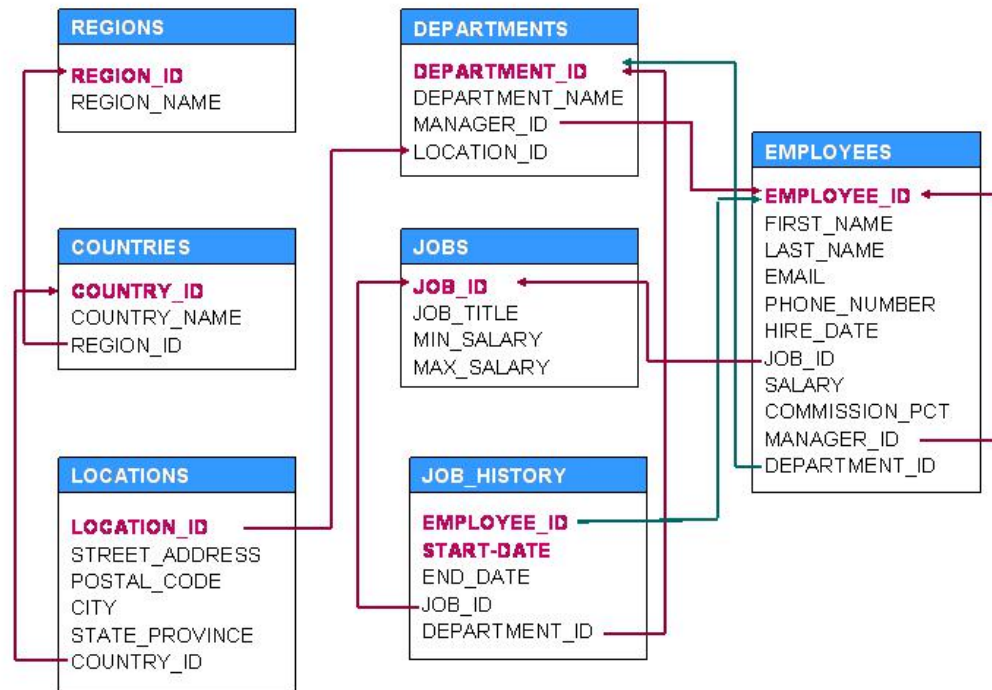 REGIONS
REGION_ID
REGION_NAME
DEPARTMENTS
DEPARTMENT_ID
DEPARTMENT_NAME
MANAGER_ID
LOCATION_ID
EMPLOYEES
EMPLOYEE_ID
FIRST_NAME
LAST_NAME
EMAIL
PHONE_NUMBER
HIRE_DATE
JOB_ID
SALARY
COMMISSION_PCT
MANAGER_ID
DEPARTMENT_ID
COUNTRIES
COUNTRY_ID
COUNTRY_NAME
REGION_ID
JOBS
JOB_ID
JOB_TITLE
MIN_SALARY
MAX_SALARY
LOCATIONS
LOCATION_ID
STREET_ADDRESS
POSTAL_CODE
CITY
STATE_PROVINCE
COUNTRY_ID
JOB_HISTORY
EMPLOYEE_ID
START-DATE
END_DATE
JOB_ID
DEPARTMENT_ID